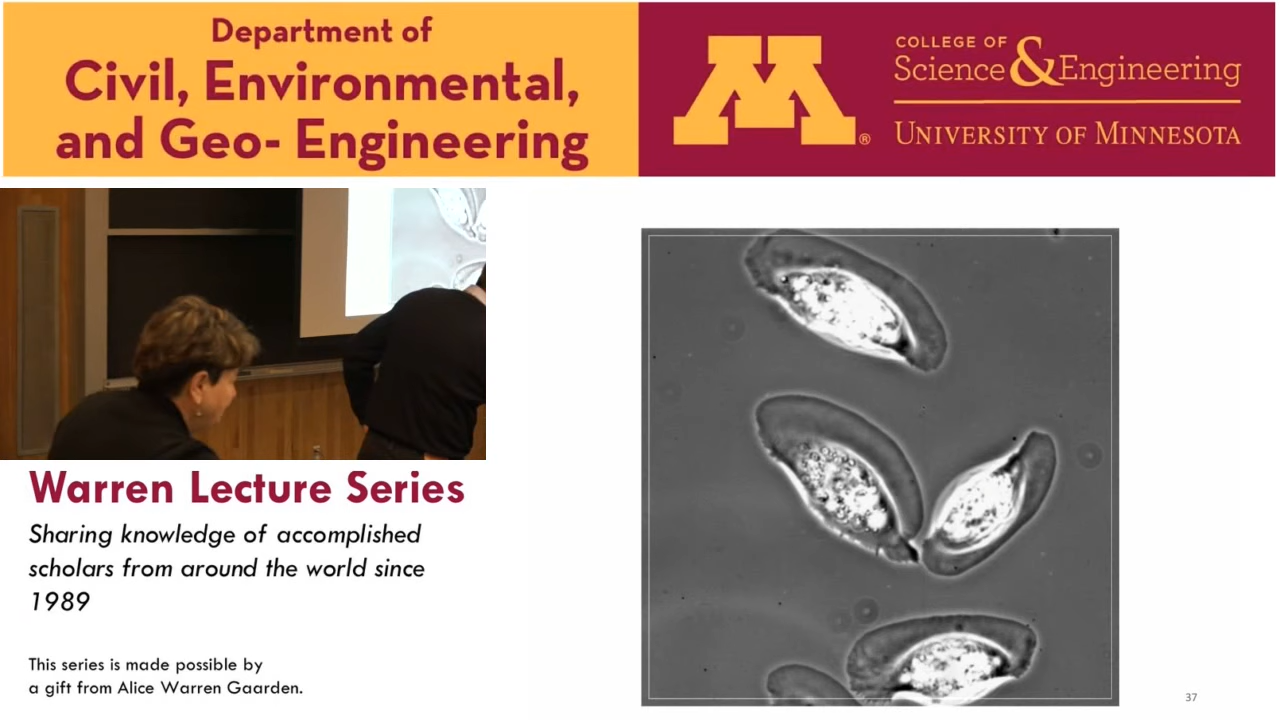 Department of
Civil, Environmental,
and Geo- Engineering
M®
COLLEGE OF
Science & Engineering
UNIVERSITY OF MINNESOTA
Warren Lecture Series
Sharing knowledge of accomplished
scholars from around the world since
1989
This series is made possible by
a gift from Alice Warren Gaarden.
37